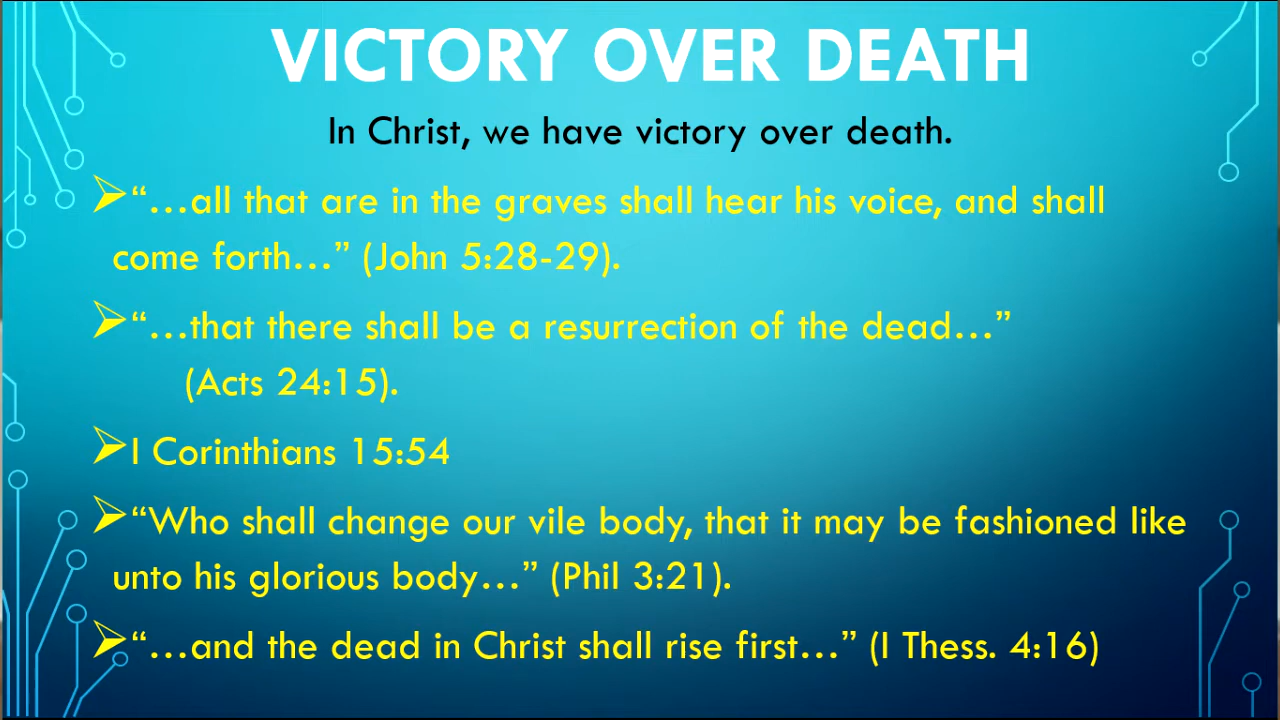 VICTORY OVER DEATH
In Christ, we have victory over death.
“…all that are in the graves shall hear his voice, and shall
come forth…” (John 5:28-29).
“…that there shall be a resurrection of the dead…”
(Acts 24:15).
I Corinthians 15:54
“Who shall change our vile body, that it may be fashioned like
unto his glorious body…” (Phil 3:21).
“…and the dead in Christ shall rise first…” (I Thess. 4:16)